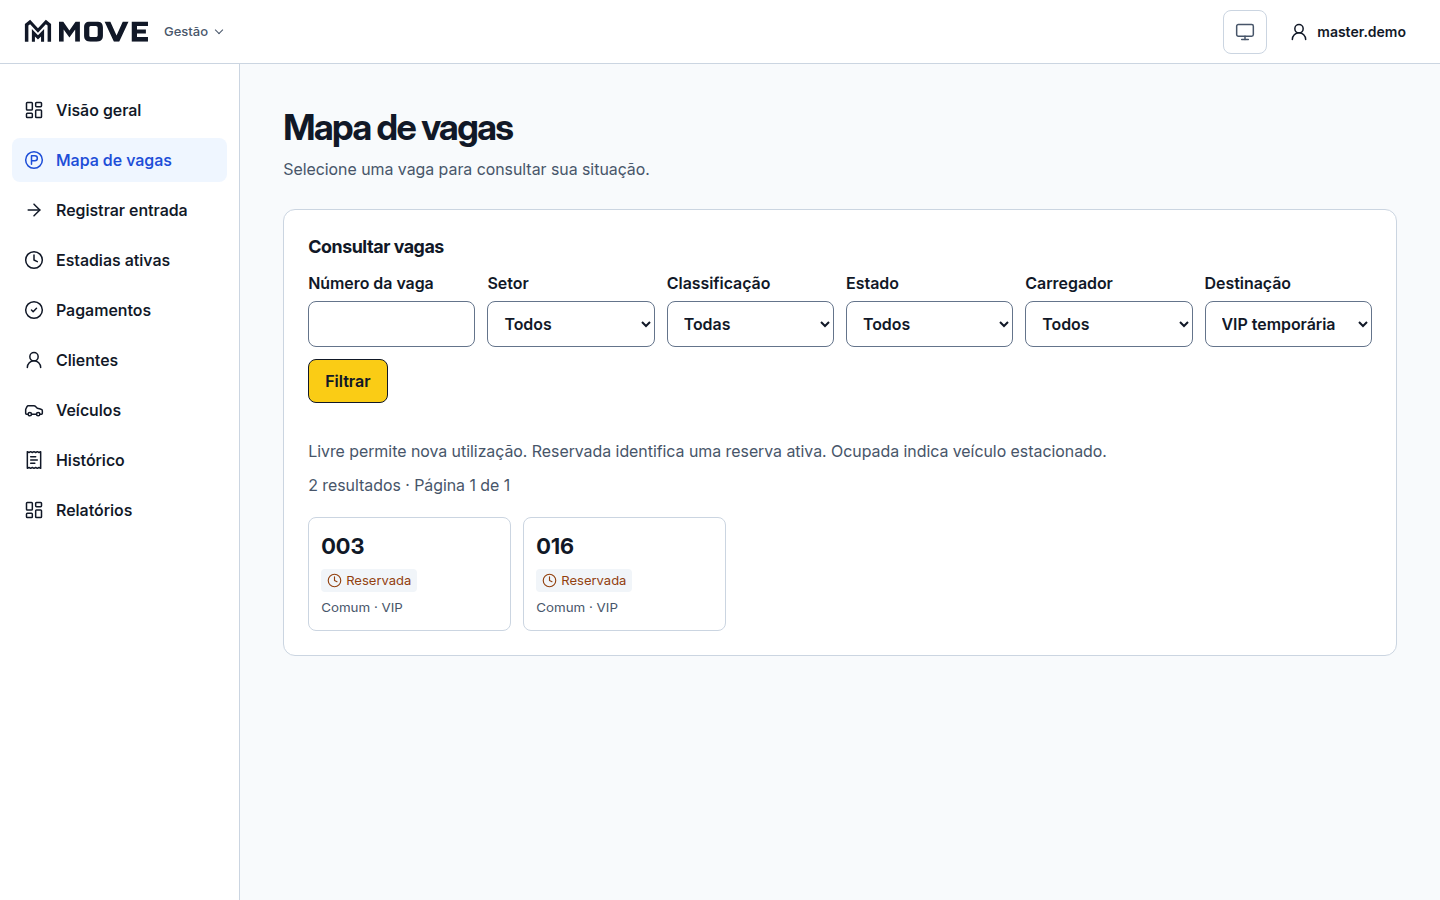 MOVE
Gestão
master.demo
Visão geral
Mapa de vagas
Registrar entrada
Estadias ativas
Pagamentos
Clientes
Veículos
Histórico
Relatórios
Mapa de vagas
Selecione uma vaga para consultar sua situação.
Consultar vagas
Número da vaga
Setor
Classificação
Estado
Carregador
Destinação
Todos
Todas
Todos
Todos
VIP temporária
Filtrar
Livre permite nova utilização. Reservada identifica uma reserva ativa. Ocupada indica veículo estacionado.
2 resultados · Página 1 de 1
003
Reservada
Comum · VIP
016
Reservada
Comum · VIP